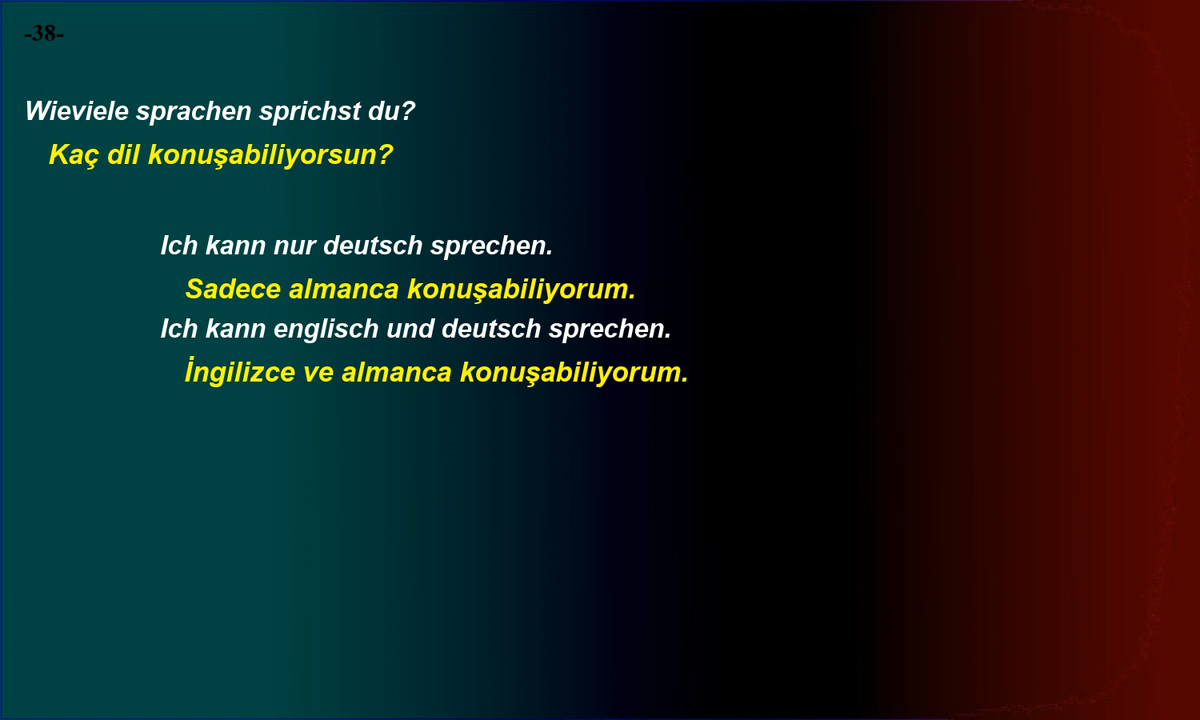 -38-
Wieviele sprachen sprichst du?
Kaç dil konuşabiliyorsun?
Ich kann nur deutsch sprechen.
Sadece almanca konuşabiliyorum.
Ich kann englisch und deutsch sprechen.
İngilizce ve almanca konuşabiliyorum.